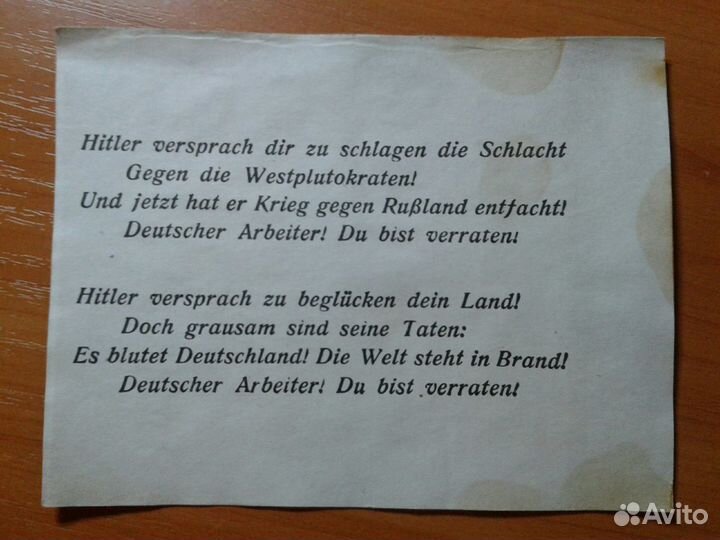 Hitler versprach dir zu schlagen die Schlacht
Gegen die Westplutokraten!
Und jetzt hat er Krieg gegen Rußland entfacht!
Deutscher Arbeiter! Du bist verraten!
Hitler versprach zu beglücken dein Land!
Doch grausam sind seine Taten:
Es blutet Deutschland! Die Welt steht in Brand!
Deutscher Arbeiter! Du bist verraten!
Avito